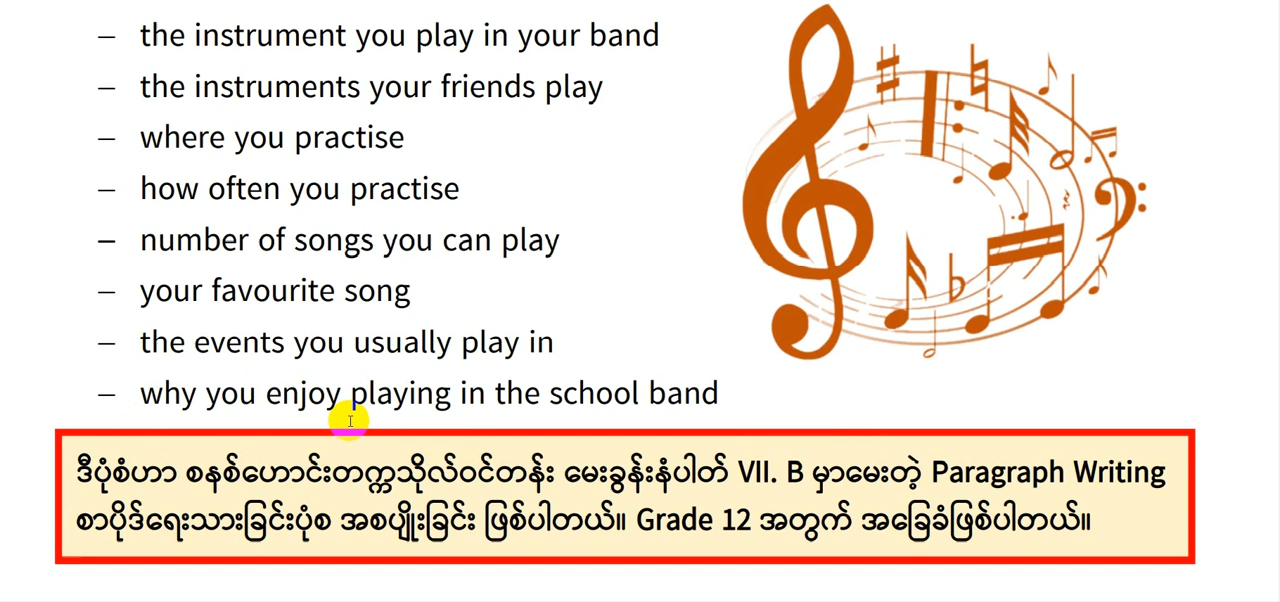 – the instrument you play in your band
– the instruments your friends play
– where you practise
– how often you practise
– number of songs you can play
– your favourite song
– the events you usually play in
– why you enjoy playing in the school band
ဒီပုံစံဟာ စနစ်ဟောင်းတက္ကသိုလ်ဝင်တန်း မေးခွန်းနံပါတ် VII. B မှာမေးတဲ့ Paragraph Writing
စာပိုဒ်ရေးသားခြင်းပုံစ အစပျိုးခြင်း ဖြစ်ပါတယ်။ Grade 12 အတွက် အခြေခံဖြစ်ပါတယ်။